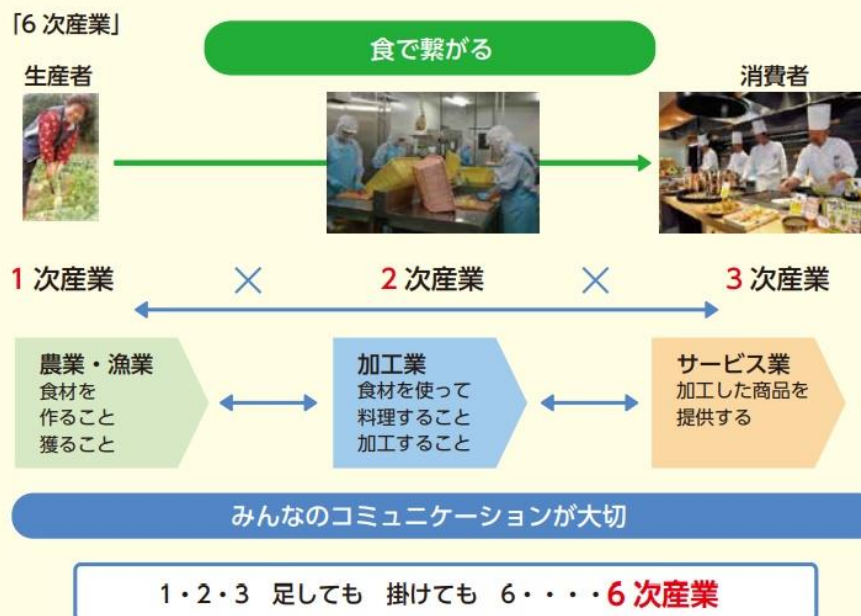 「6 次産業」
食で繋がる
生産者
消費者
1 次産業 × 2 次産業 × 3 次産業
農業・漁業
食材を
作ること
獲ること
加工業
食材を使って
料理すること
加工すること
サービス業
加工した商品を
提供する
みんなのコミュニケーションが大切
1・2・3 足しても 掛けても 6・・・・6 次産業